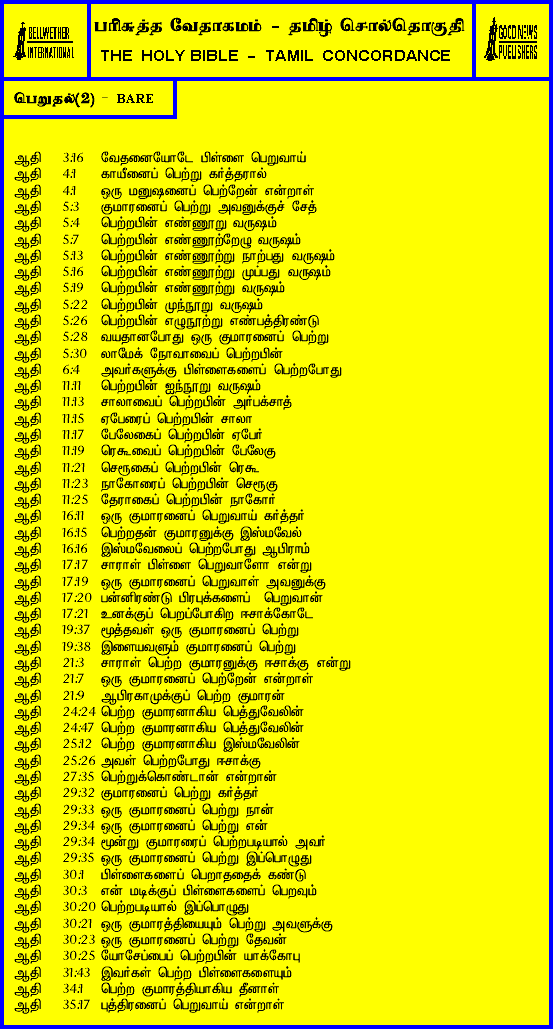 BELLWETHER INTERNATIONAL
பரிசுத்த வேதாகமம் - தமிழ் சொல்தொகுதி
THE HOLY BIBLE - TAMIL CONCORDANCE
GOOD NEWS PUBLISHERS
பெறுதல்(2) - BARE
ஆதி 3:16 வேதனையோடே பிள்ளை பெறுவாய்
ஆதி 4:1 காயீனைப் பெற்று கர்த்தரால்
ஆதி 4:1 ஒரு மனுஷனைப் பெற்றேன் என்றாள்
ஆதி 5:3 குமாரனைப் பெற்று அவனுக்குச் சேத்
ஆதி 5:4 பெற்றபின் எண்ணூறு வருஷம்
ஆதி 5:7 பெற்றபின் எண்ணூற்றேழு வருஷம்
ஆதி 5:13 பெற்றபின் எண்ணூற்று நாற்பது வருஷம்
ஆதி 5:16 பெற்றபின் எண்ணூற்று முப்பது வருஷம்
ஆதி 5:19 பெற்றபின் எண்ணூற்று வருஷம்
ஆதி 5:22 பெற்றபின் முந்நூறு வருஷம்
ஆதி 5:26 பெற்றபின் எழுநூற்று எண்பத்திரண்டு
ஆதி 5:28 வயதானபோது ஒரு குமாரனைப் பெற்று
ஆதி 5:30 லாமேக் நோவாவைப் பெற்றபின்
ஆதி 6:4 அவர்களுக்கு பிள்ளைகளைப் பெற்றபோது
ஆதி 11:11 பெற்றபின் ஐந்நூறு வருஷம்
ஆதி 11:13 சாலாவைப் பெற்றபின் அர்பக்சாத்
ஆதி 11:15 ஏபேரைப் பெற்றபின் சாலா
ஆதி 11:17 பேலேகைப் பெற்றபின் ஏபேர்
ஆதி 11:19 ரெகூவைப் பெற்றபின் பேலேகு
ஆதி 11:21 செரூகைப் பெற்றபின் ரெகூ
ஆதி 11:23 நாகோரைப் பெற்றபின் செரூகு
ஆதி 11:25 தேராகைப் பெற்றபின் நாகோர்
ஆதி 16:11 ஒரு குமாரனைப் பெறுவாய் கர்த்தர்
ஆதி 16:15 பெற்றதன் குமாரனுக்கு இஸ்மவேல்
ஆதி 16:16 இஸ்மவேலைப் பெற்றபோது ஆபிராம்
ஆதி 17:17 சாராள் பிள்ளை பெறுவாளோ என்று
ஆதி 17:19 ஒரு குமாரனைப் பெறுவாள் அவனுக்கு
ஆதி 17:20 பன்னிரண்டு பிரபுக்களைப் பெறுவான்
ஆதி 17:21 உனக்குப் பெறப்போகிற ஈசாக்கோடே
ஆதி 19:37 மூத்தவள் ஒரு குமாரனைப் பெற்று
ஆதி 19:38 இளையவளும் குமாரனைப் பெற்று
ஆதி 21:3 சாராள் பெற்ற குமாரனுக்கு ஈசாக்கு என்று
ஆதி 21:7 ஒரு குமாரனைப் பெற்றேன் என்றாள்
ஆதி 21:9 ஆபிரகாமுக்குப் பெற்ற குமாரன்
ஆதி 24:24 பெற்ற குமாரனாகிய பெத்துவேலின்
ஆதி 24:47 பெற்ற குமாரனாகிய பெத்துவேலின்
ஆதி 25:12 பெற்ற குமாரனாகிய இஸ்மவேலின்
ஆதி 25:26 அவள் பெற்றபோது ஈசாக்கு
ஆதி 27:35 பெற்றுக்கொண்டான் என்றான்
ஆதி 29:32 குமாரனைப் பெற்று கர்த்தர்
ஆதி 29:33 ஒரு குமாரனைப் பெற்று நான்
ஆதி 29:34 ஒரு குமாரனைப் பெற்று என்
ஆதி 29:34 மூன்று குமாரரைப் பெற்றபடியால் அவர்
ஆதி 29:35 ஒரு குமாரனைப் பெற்று இப்பொழுது
ஆதி 30:1 பிள்ளைகளைப் பெறாததைக் கண்டு
ஆதி 30:3 என் மடிக்குப் பிள்ளைகளைப் பெறவும்
ஆதி 30:20 பெற்றபடியால் இப்பொழுது
ஆதி 30:21 ஒரு குமாரத்தியையும் பெற்று அவளுக்கு
ஆதி 30:23 ஒரு குமாரனைப் பெற்று தேவன்
ஆதி 30:25 யோசேப்பைப் பெற்றபின் யாக்கோபு
ஆதி 31:43 இவர்கள் பெற்ற பிள்ளைகளையும்
ஆதி 34:1 பெற்ற குமாரத்தியாகிய தீனாள்
ஆதி 35:17 புத்திரனைப் பெறுவாய் என்றாள்